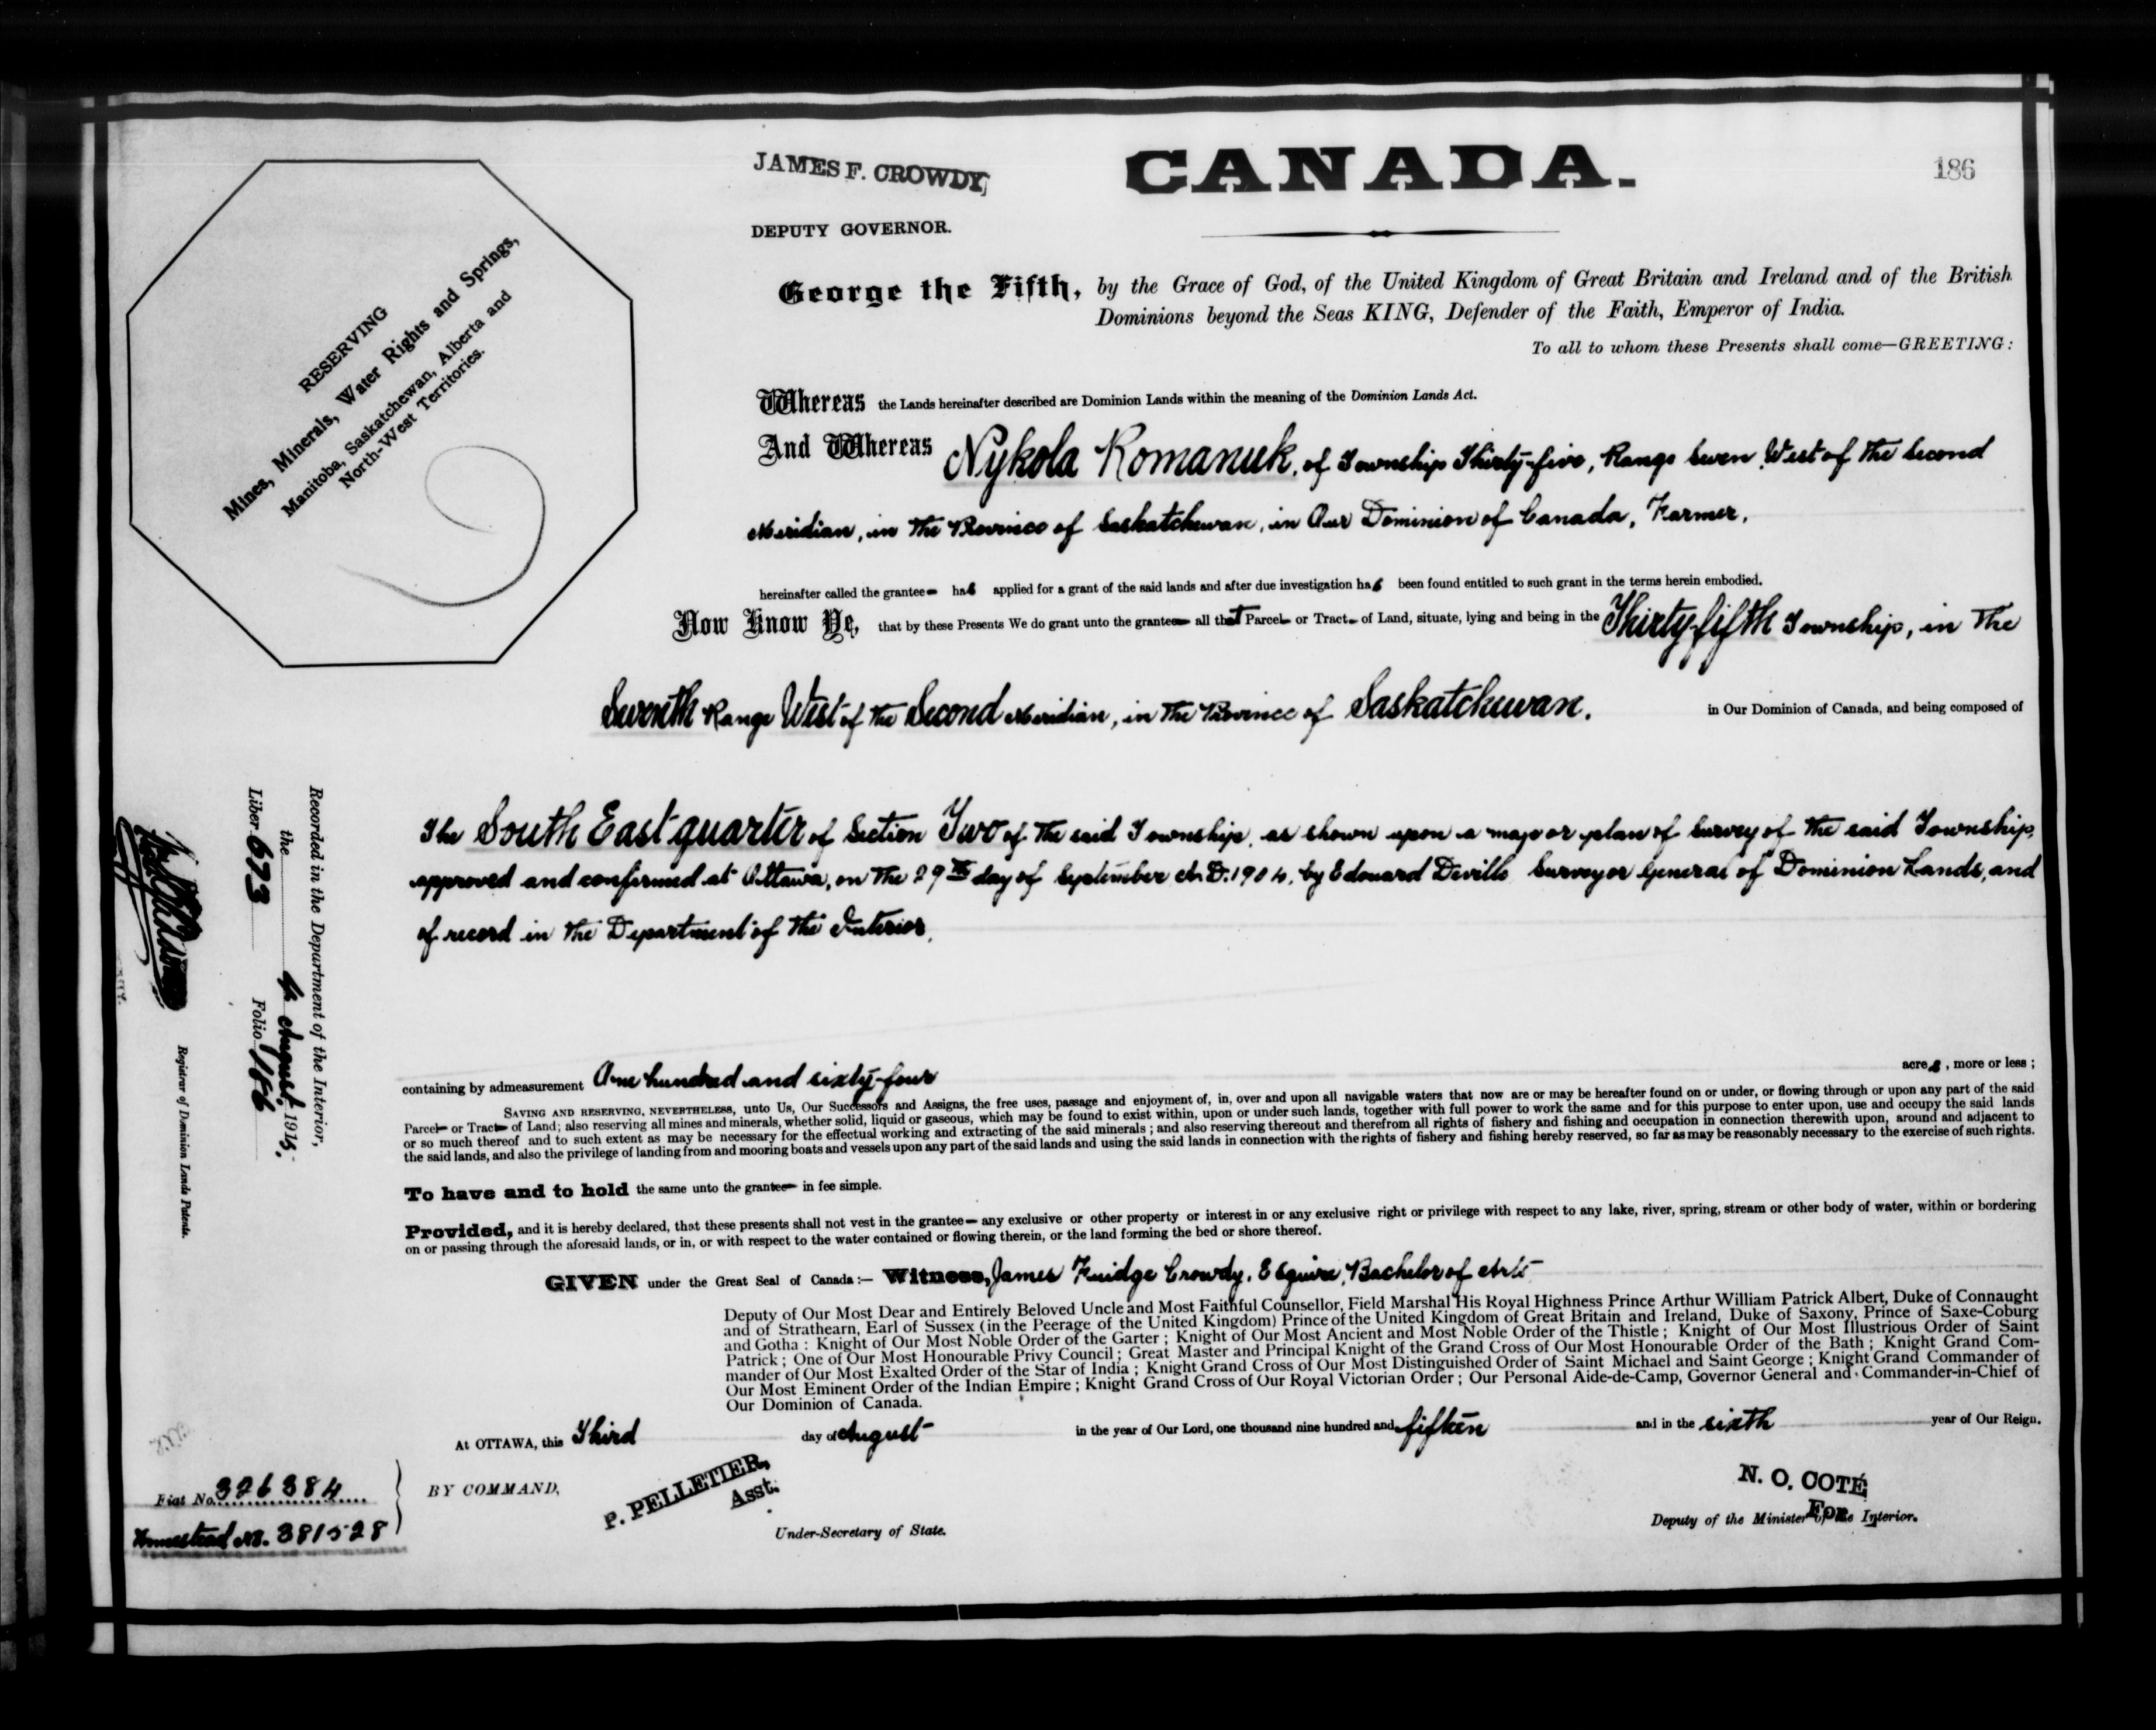 JAMES F. CROWDY,
DEPUTY GOVERNOR.
CANADA.
186
RESERVING
Mines, Minerals, Water Rights and Springs,
Manitoba, Saskatchewan, Alberta and
North-West Territories.
George the Fifth, by the Grace of God, of the United Kingdom of Great Britain and Ireland and of the British
Dominions beyond the Seas KING, Defender of the Faith, Emperor of India.
To all to whom these Presents shall come—GREETING:
Whereas the Lands hereinafter described are Dominion Lands within the meaning of the Dominion Lands Act.
And Whereas Nykola Romanuk, of Township Thirty-five, Range Seven West of the Second
Meridian, in the Province of Saskatchewan, in Our Dominion of Canada, Farmer,
hereinafter called the grantee— has applied for a grant of the said lands and after due investigation has been found entitled to such grant in the terms herein embodied.
Now Know Ye, that by these Presents We do grant unto the grantee— all that Parcel— or Tract— of Land, situate, lying and being in the Thirty-fifth Township, in the
Seventh Range West of the Second Meridian, in the Province of Saskatchewan. in Our Dominion of Canada, and being composed of
The South East quarter of Section Two of the said Township, as shown upon a map or plan of Survey of the said Township,
approved and confirmed at Ottawa, on the 29th day of September A.D. 1904, by Edouard Deville Surveyor General of Dominion Lands, and
of record in the Department of the Interior,
containing by admeasurement One hundred and sixty-four acres, more or less;
SAVING AND RESERVING, NEVERTHELESS, unto Us, Our Successors and Assigns, the free uses, passage and enjoyment of, in, over and upon all navigable waters that now are or may be hereafter found on or under, or flowing through or upon any part of the said
Parcel— or Tract— of Land; also reserving all mines and minerals, whether solid, liquid or gaseous, which may be found to exist within, upon or under such lands, together with full power to work the same and for this purpose to enter upon, use and occupy the said lands
or so much thereof and to such extent as may be necessary for the effectual working and extracting of the said minerals; and also reserving thereout and therefrom all rights of fishery and fishing and occupation in connection therewith upon, around and adjacent to
the said lands, and also the privilege of landing from and mooring boats and vessels upon any part of the said lands and using the said lands in connection with the rights of fishery and fishing hereby reserved, so far as may be reasonably necessary to the exercise of such rights.
To have and to hold the same unto the grantee— in fee simple.
Provided, and it is hereby declared, that these presents shall not vest in the grantee— any exclusive or other property or interest in or any exclusive right or privilege with respect to any lake, river, spring, stream or other body of water, within or bordering
on or passing through the aforesaid lands, or in, or with respect to the water contained or flowing therein, or the land forming the bed or shore thereof.
GIVEN under the Great Seal of Canada:— Witness, James Fuidge Crowdy, Esquire, Bachelor of Arts
Deputy of Our Most Dear and Entirely Beloved Uncle and Most Faithful Counsellor, Field Marshal His Royal Highness Prince Arthur William Patrick Albert, Duke of Connaught
and of Strathearn, Earl of Sussex (in the Peerage of the United Kingdom) Prince of the United Kingdom of Great Britain and Ireland, Duke of Saxony, Prince of Saxe-Coburg
and Gotha: Knight of Our Most Noble Order of the Garter; Knight of Our Most Ancient and Most Noble Order of the Thistle; Knight of Our Most Illustrious Order of Saint
Patrick; One of Our Most Honourable Privy Council; Great Master and Principal Knight of the Grand Cross of Our Most Honourable Order of the Bath; Knight Grand Com-
mander of Our Most Exalted Order of the Star of India; Knight Grand Cross of Our Most Distinguished Order of Saint Michael and Saint George; Knight Grand Commander of
Our Most Eminent Order of the Indian Empire; Knight Grand Cross of Our Royal Victorian Order; Our Personal Aide-de-Camp, Governor General and Commander-in-Chief of
Our Dominion of Canada.
At OTTAWA, this Third day of August in the year of Our Lord, one thousand nine hundred and fifteen and in the sixth year of Our Reign.
BY COMMAND,
P. PELLETIER,
Asst.
Under-Secretary of State.
N. O. COTÉ
For
Deputy of the Minister of the Interior.
Fiat No. 326384
Homestead No. 381528
Recorded in the Department of the Interior,
the 4 August, 1915.
Liber 673 Folio 186
Registrar of Dominion Lands Patents.